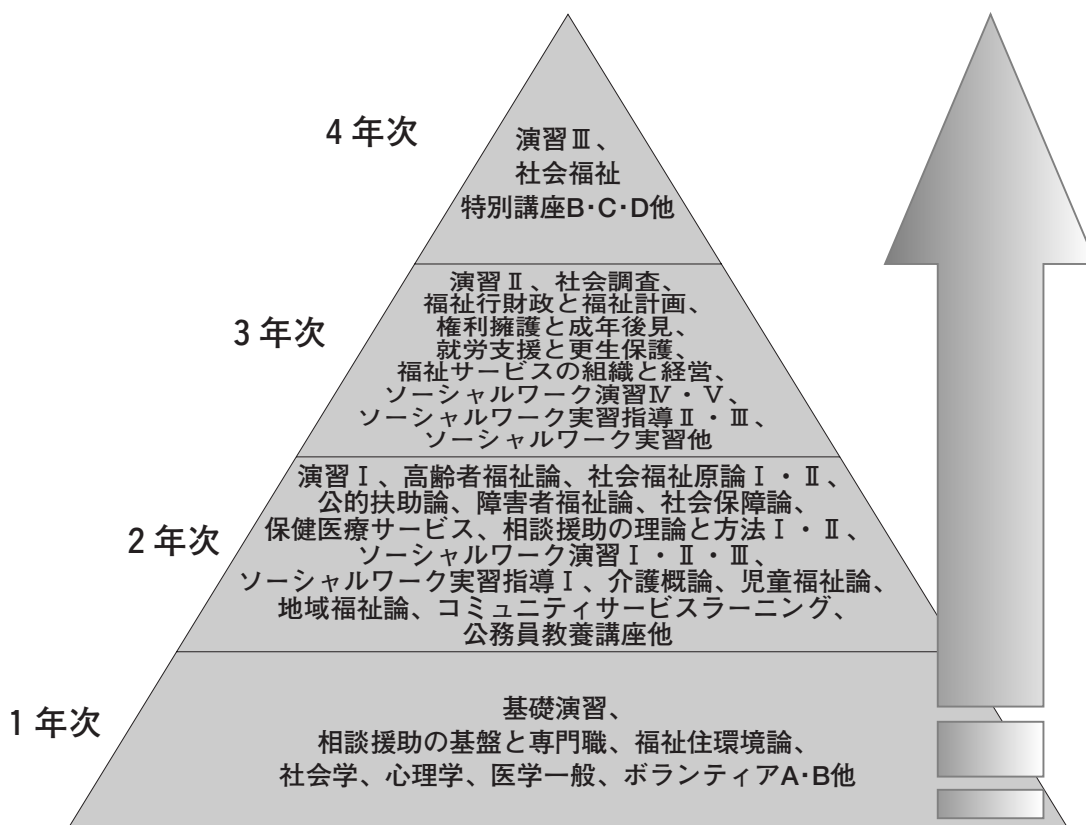 4年次
演習Ⅲ、
社会福祉
特別講座B･C･D他
3年次
演習Ⅱ、社会調査、
福祉行財政と福祉計画、
権利擁護と成年後見、
就労支援と更生保護、
福祉サービスの組織と経営、
ソーシャルワーク演習Ⅳ・Ⅴ、
ソーシャルワーク実習指導Ⅱ・Ⅲ、
ソーシャルワーク実習他
2年次
演習Ⅰ、高齢者福祉論、社会福祉原論Ⅰ・Ⅱ、
公的扶助論、障害者福祉論、社会保障論、
保健医療サービス、相談援助の理論と方法Ⅰ・Ⅱ、
ソーシャルワーク演習Ⅰ・Ⅱ・Ⅲ、
ソーシャルワーク実習指導Ⅰ、介護概論、児童福祉論、
地域福祉論、コミュニティサービスラーニング、
公務員教養講座他
1年次
基礎演習、
相談援助の基盤と専門職、福祉住環境論、
社会学、心理学、医学一般、ボランティアA･B他